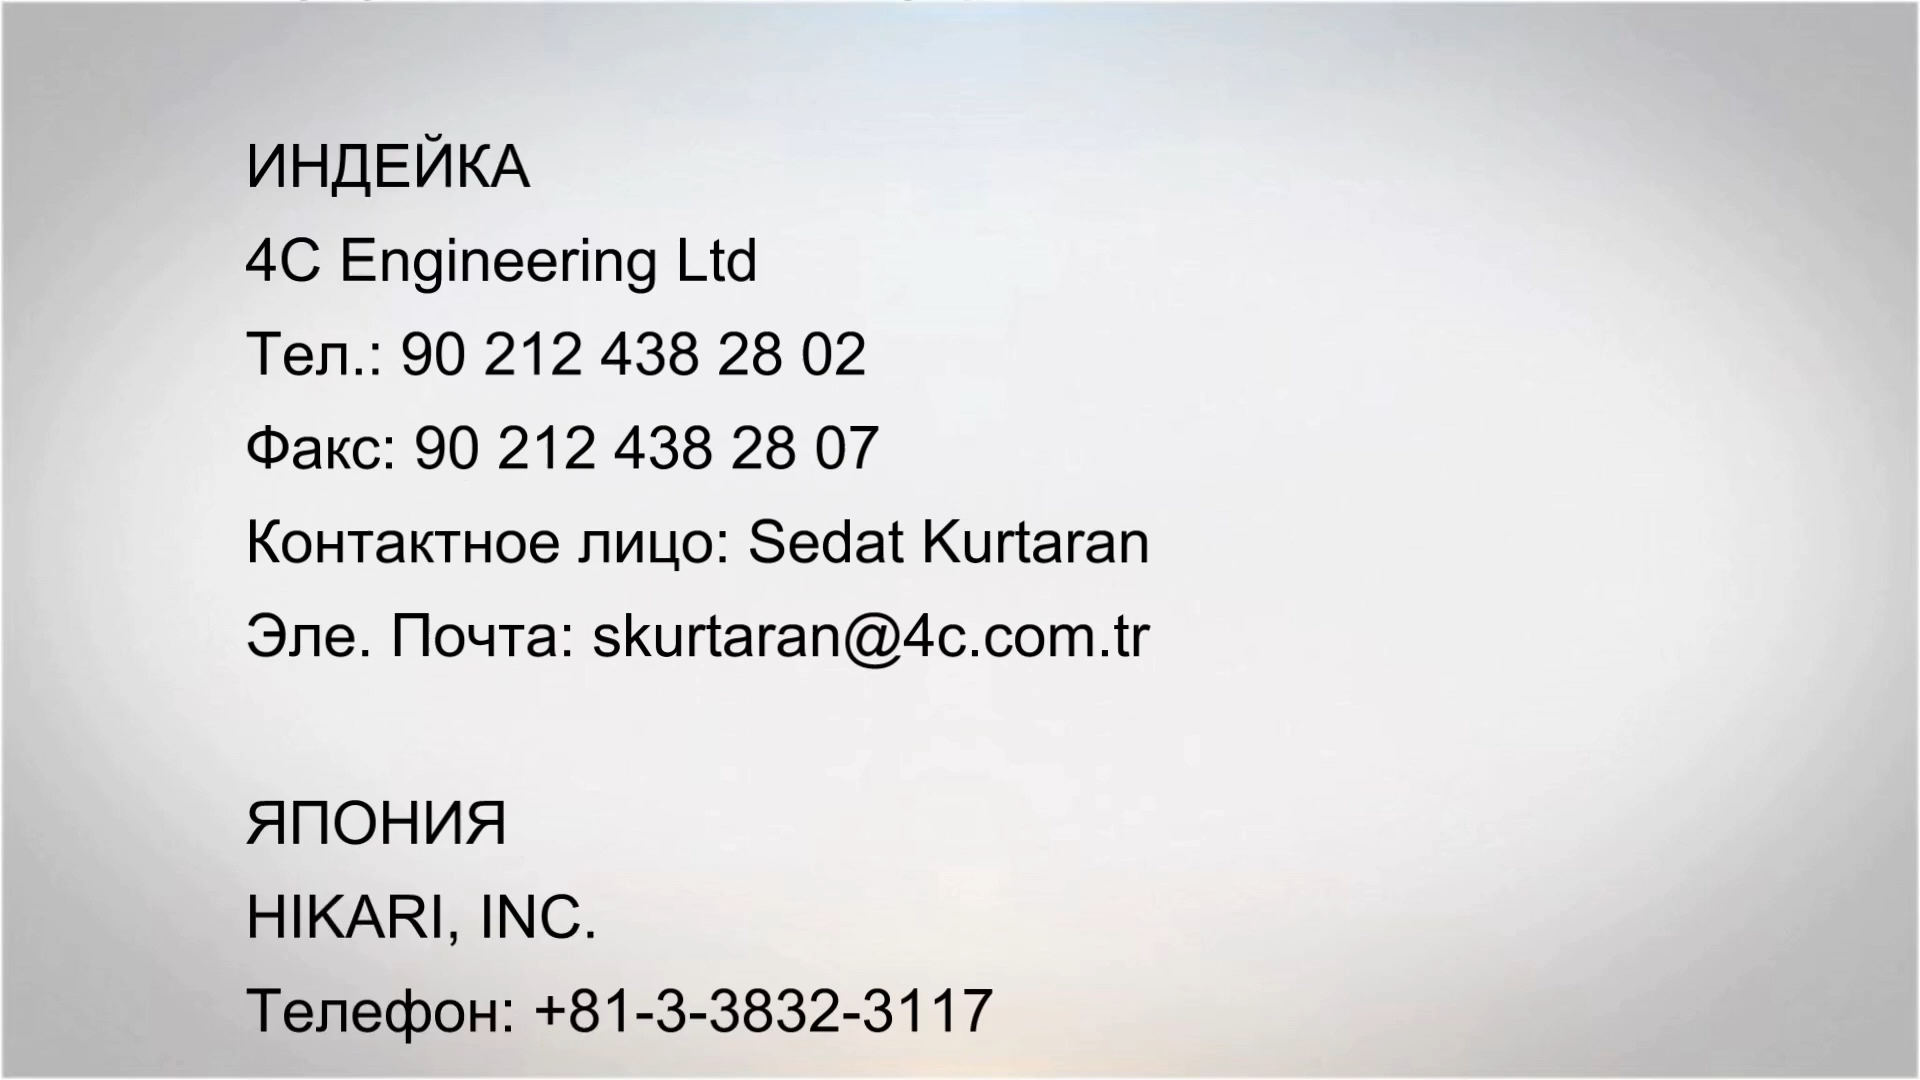 ИНДЕЙКА
4C Engineering Ltd
Тел.: 90 212 438 28 02
Факс: 90 212 438 28 07
Контактное лицо: Sedat Kurtaran
Эле. Почта: skurtaran@4c.com.tr
ЯПОНИЯ
HIKARI, INC.
Телефон: +81-3-3832-3117